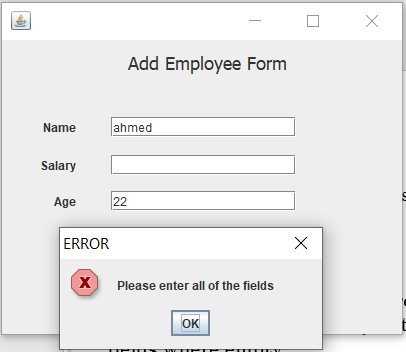 Add Employee Form
Name ahmed
Salary
Age 22
ERROR
X
Please enter all of the fields
OK